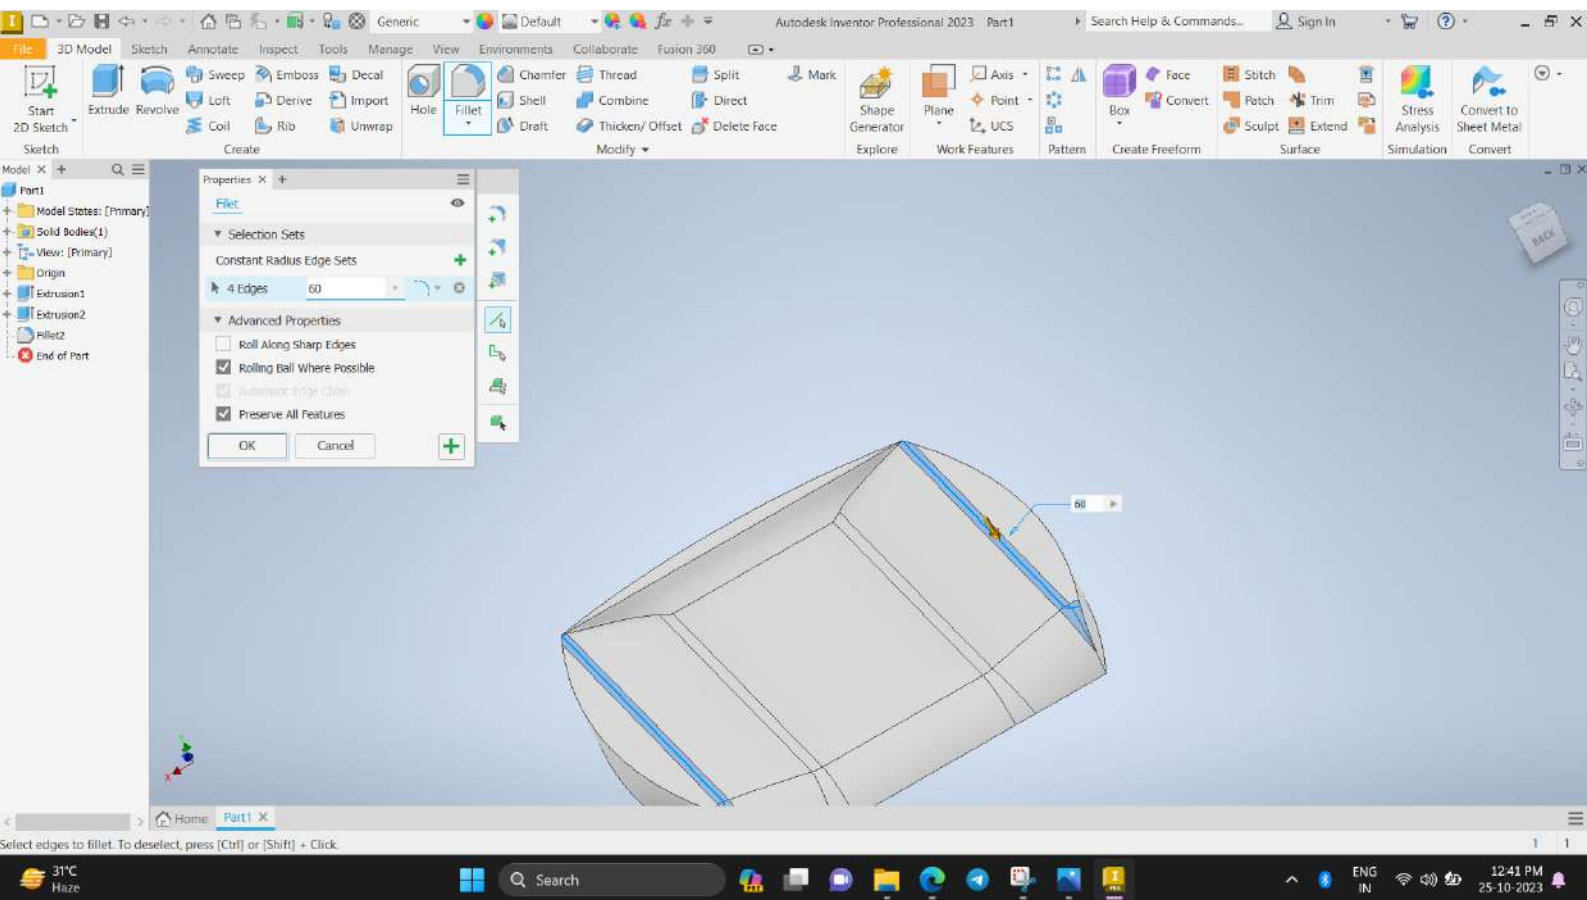 Generic
Default
Autodesk Inventor Professional 2023 Part1
Search Help & Commands...
Sign In
File 3D Model Sketch Annotate Inspect Tools Manage View Environments Collaborate Fusion 360
Start
2D Sketch
Extrude Revolve
Sweep Emboss Decal
Loft Derive Import
Coil Rib Unwrap
Hole Fillet
Chamfer Thread Split Mark
Shell Combine Direct
Draft Thicken/ Offset Delete Face
Shape
Generator
Plane
Axis
Point
UCS
Box
Face
Convert
Stitch
Patch Trim
Sculpt Extend
Stress
Analysis
Convert to
Sheet Metal
Sketch Create Modify Explore Work Features Pattern Create Freeform Surface Simulation Convert
Model
Part1
Model States: [Primary]
Solid Bodies(1)
View: [Primary]
Origin
Extrusion1
Extrusion2
Fillet2
End of Part
Properties
Fillet
Selection Sets
Constant Radius Edge Sets
4 Edges 60
Advanced Properties
Roll Along Sharp Edges
Rolling Ball Where Possible
Automatic Edge Chain
Preserve All Features
OK Cancel
BACK
60
X
Home Part1
Select edges to fillet. To deselect, press [Ctrl] or [Shift] + Click.
1 1
31°C
Haze
Search
ENG
IN
12:41 PM
25-10-2023